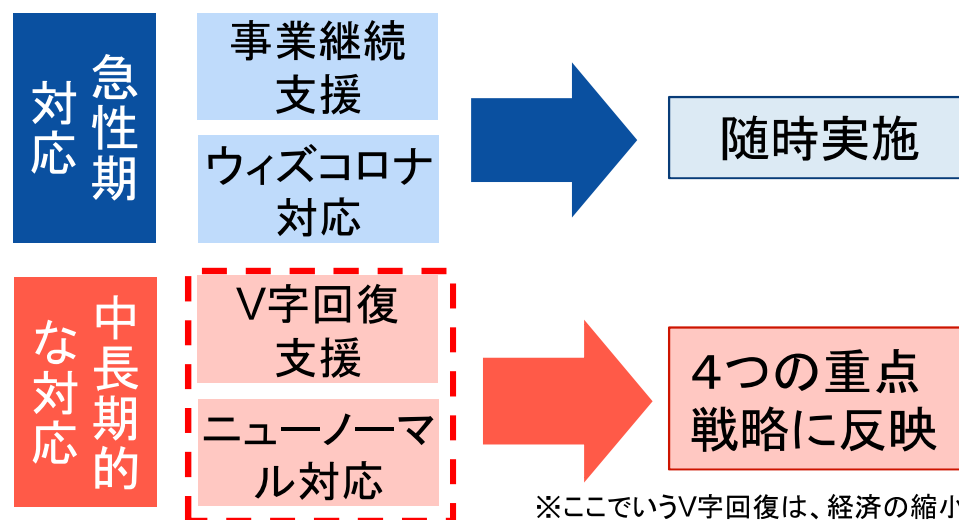 急性期
対応
事業継続
支援
ウィズコロナ
対応
随時実施
中長期的
な対応
V字回復
支援
ニューノーマ
ル対応
4つの重点
戦略に反映
※ここでいうV字回復は、経済の縮小